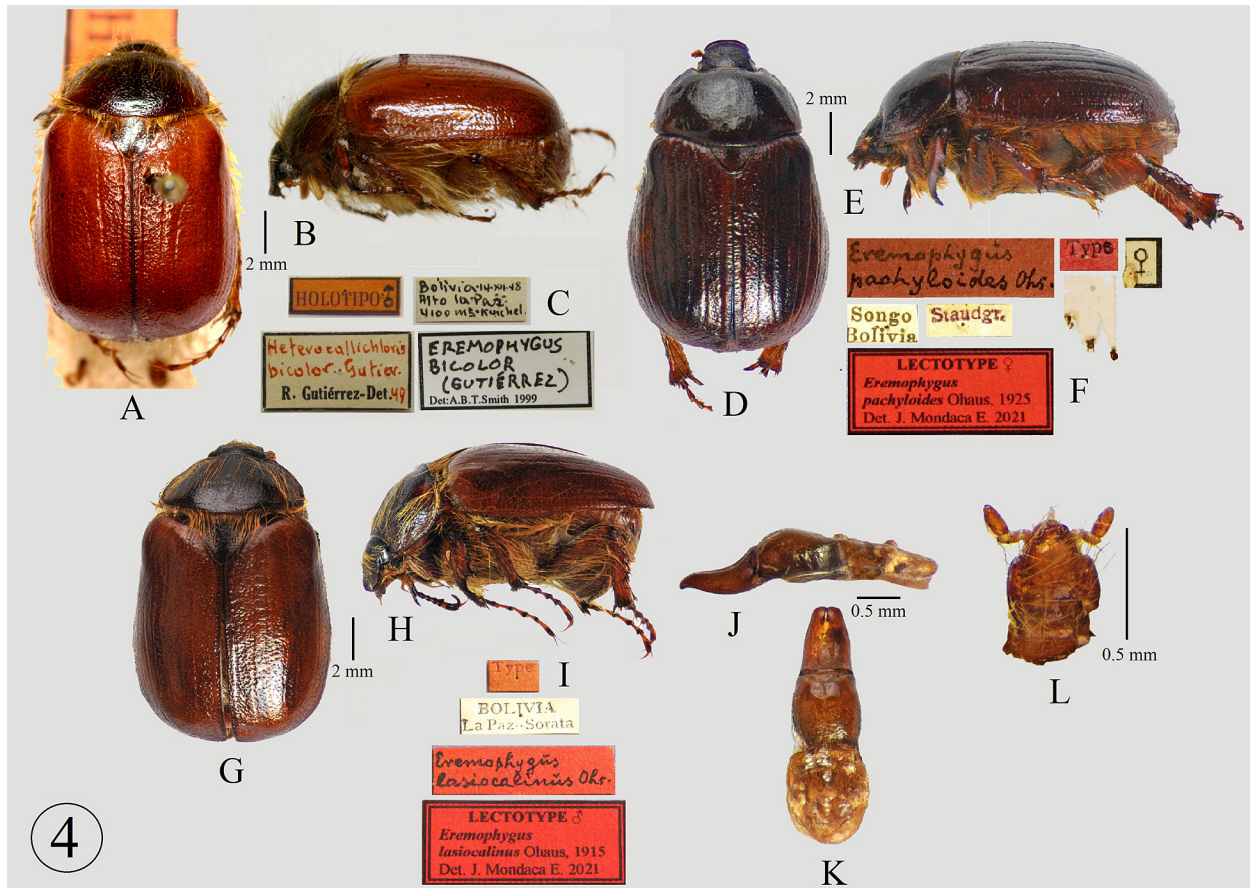 2 mm
A
B
HOLOTIPO ♂
Bolivia·14·XII·48
Alto la Paz
4100 ms·Kuschel.
C
Heterocallichloris
bicolor·Gutier.
R. Gutiérrez-Det. 49
EREMOPHYGUS
BICOLOR
(GUTIÉRREZ)
Det: A.B.T. Smith 1999
2 mm
D
E
Eremophygus
pachyloides Ohs.
Type
♀
Songo
Bolivia
Staudgr.
LECTOTYPE ♀
Eremophygus
pachyloides Ohaus, 1925
Det. J. Mondaca E. 2021
F
2 mm
G
H
Type
I
BOLIVIA
La Paz-Sorata
Eremophygus
lasiocalinus Ohs.
LECTOTYPE ♂
Eremophygus
lasiocalinus Ohaus, 1915
Det. J. Mondaca E. 2021
0.5 mm
J
K
0.5 mm
L
4